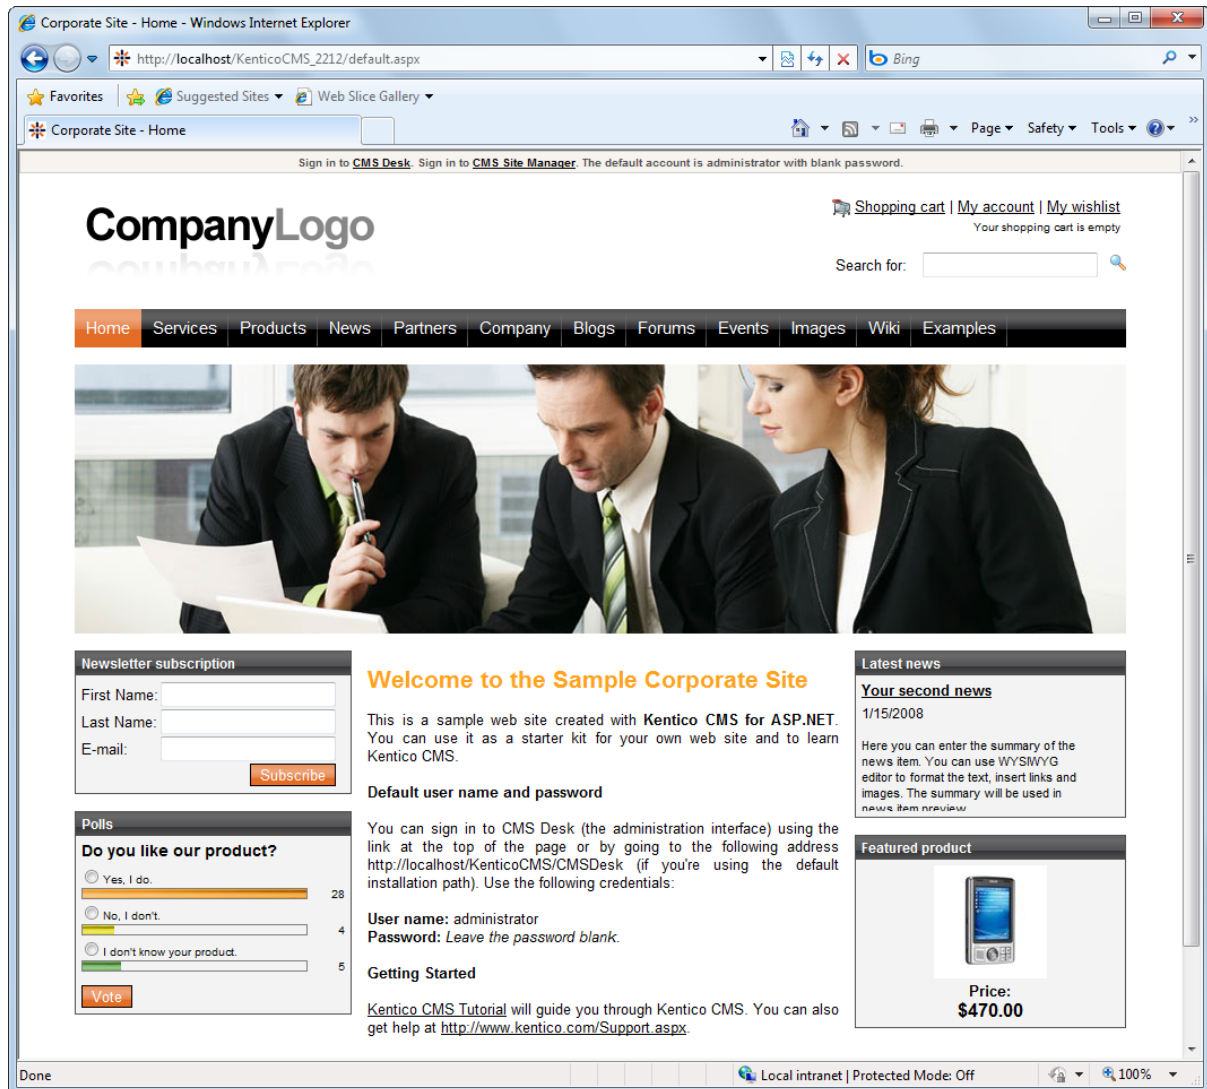 Corporate Site - Home - Windows Internet Explorer
http://localhost/KenticoCMS_2212/default.aspx
Bing
Favorites
Suggested Sites
Web Slice Gallery
Corporate Site - Home
Page
Safety
Tools
Sign in to CMS Desk. Sign in to CMS Site Manager. The default account is administrator with blank password.
CompanyLogo
Shopping cart | My account | My wishlist
Your shopping cart is empty
Search for:
Home Services Products News Partners Company Blogs Forums Events Images Wiki Examples
Newsletter subscription
First Name:
Last Name:
E-mail:
Subscribe
Polls
Do you like our product?
Yes, I do.
28
No, I don't.
4
I don't know your product.
5
Vote
Welcome to the Sample Corporate Site
This is a sample web site created with Kentico CMS for ASP.NET.
You can use it as a starter kit for your own web site and to learn
Kentico CMS.
Default user name and password
You can sign in to CMS Desk (the administration interface) using the
link at the top of the page or by going to the following address
http://localhost/KenticoCMS/CMSDesk (if you're using the default
installation path). Use the following credentials:
User name: administrator
Password: Leave the password blank.
Getting Started
Kentico CMS Tutorial will guide you through Kentico CMS. You can also
get help at http://www.kentico.com/Support.aspx.
Latest news
Your second news
1/15/2008
Here you can enter the summary of the
news item. You can use WYSIWYG
editor to format the text, insert links and
images. The summary will be used in
news item preview
Featured product
Price:
$470.00
Done
Local intranet | Protected Mode: Off
100%